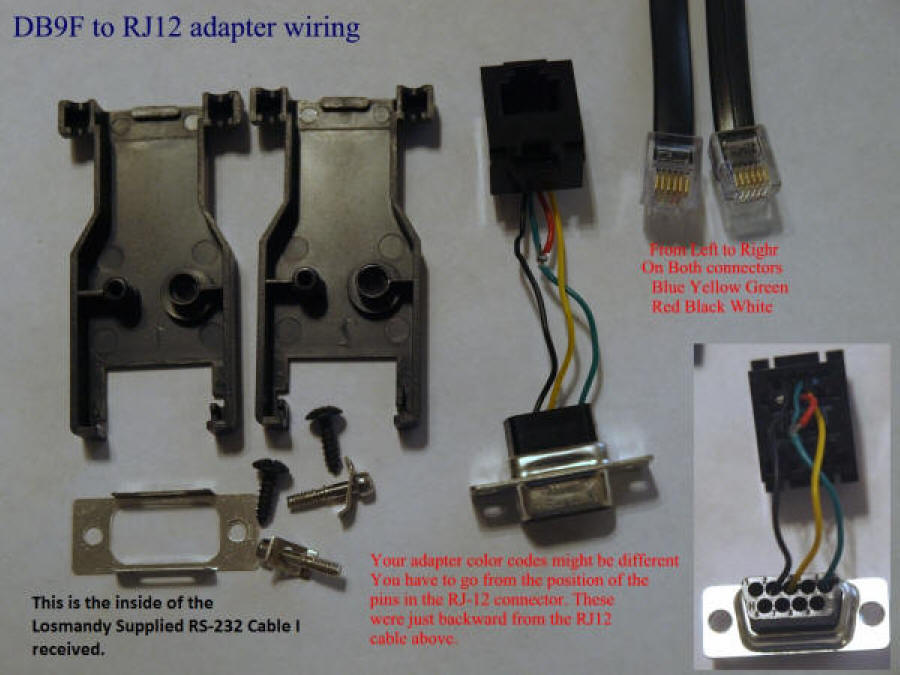 DB9F to RJ12 adapter wiring
From Left to Righr
On Both connectors
Blue Yellow Green
Red Black White
Your adapter color codes might be different
You have to go from the position of the
pins in the RJ-12 connector. These
were just backward from the RJ12
cable above.
This is the inside of the
Losmandy Supplied RS-232 Cable I
received.